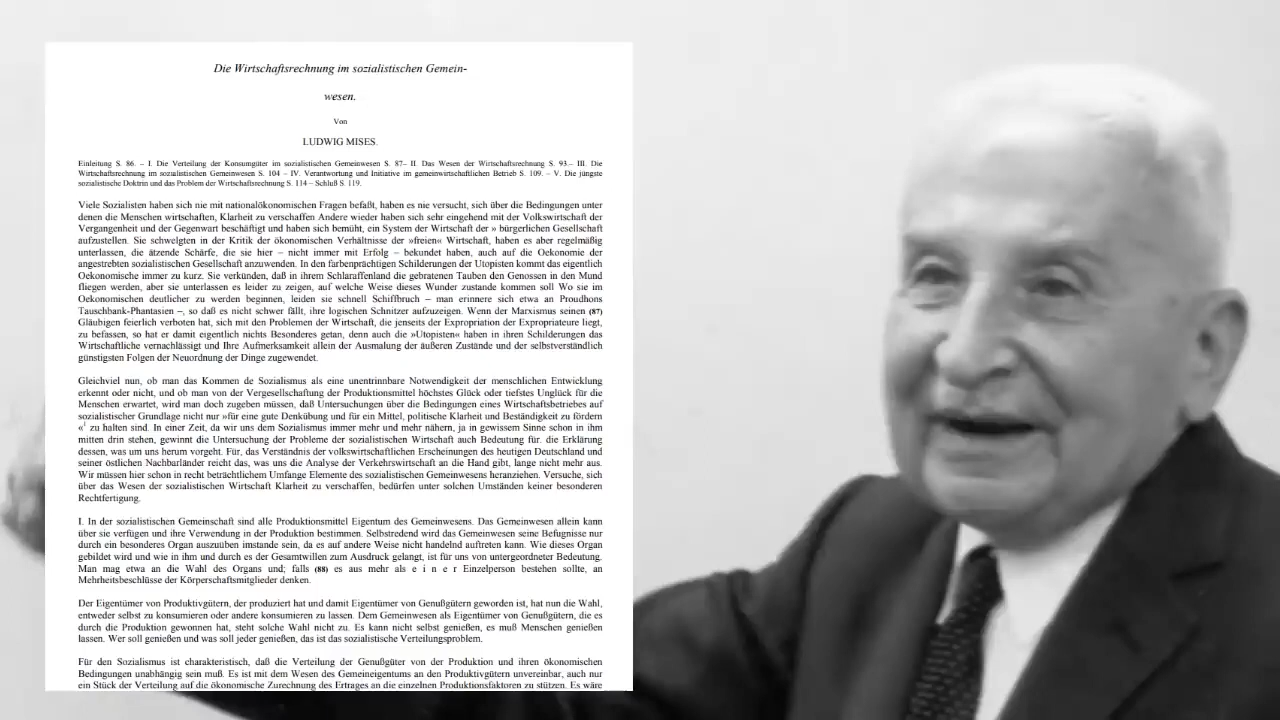 Die Wirtschaftsrechnung im sozialistischen Gemein-
wesen.
Von
LUDWIG MISES.
Einleitung S. 86. – I. Die Verteilung der Konsumgüter im sozialistischen Gemeinwesen S. 87– II. Das Wesen der Wirtschaftsrechnung S. 93.– III. Die
Wirtschaftsrechnung im sozialistischen Gemeinwesen S. 104 – IV. Verantwortung und Initiative im gemeinwirtschaftlichen Betrieb S. 109. – V. Die jüngste
sozialistische Doktrin und das Problem der Wirtschaftsrechnung S. 114 – Schluß S. 119.
Viele Sozialisten haben sich nie mit nationalökonomischen Fragen befaßt, haben es nie versucht, sich über die Bedingungen unter
denen die Menschen wirtschaften, Klarheit zu verschaffen Andere wieder haben sich sehr eingehend mit der Volkswirtschaft der
Vergangenheit und der Gegenwart beschäftigt und haben sich bemüht, ein System der Wirtschaft der » bürgerlichen Gesellschaft
aufzustellen. Sie schwelgten in der Kritik der ökonomischen Verhältnisse der »freien« Wirtschaft, haben es aber regelmäßig
unterlassen, die ätzende Schärfe, die sie hier – nicht immer mit Erfolg – bekundet haben, auch auf die Oekonomie der
angestrebten sozialistischen Gesellschaft anzuwenden. In den farbenprächtigen Schilderungen der Utopisten kommt das eigentlich
Oekonomische immer zu kurz. Sie verkünden, daß in ihrem Schlaraffenland die gebratenen Tauben den Genossen in den Mund
fliegen werden, aber sie unterlassen es leider zu zeigen, auf welche Weise dieses Wunder zustande kommen soll Wo sie im
Oekonomischen deutlicher zu werden beginnen, leiden sie schnell Schiffbruch – man erinnere sich etwa an Proudhons
Tauschbank-Phantasien –, so daß es nicht schwer fällt, ihre logischen Schnitzer aufzuzeigen. Wenn der Marxismus seinen (87)
Gläubigen feierlich verboten hat, sich mit den Problemen der Wirtschaft, die jenseits der Expropriation der Expropriateure liegt,
zu befassen, so hat er damit eigentlich nichts Besonderes getan, denn auch die »Utopisten« haben in ihren Schilderungen das
Wirtschaftliche vernachlässigt und Ihre Aufmerksamkeit allein der Ausmalung der äußeren Zustände und der selbstverständlich
günstigsten Folgen der Neuordnung der Dinge zugewendet.
Gleichviel nun, ob man das Kommen de Sozialismus als eine unentrinnbare Notwendigkeit der menschlichen Entwicklung
erkennt oder nicht, und ob man von der Vergesellschaftung der Produktionsmittel höchstes Glück oder tiefstes Unglück für die
Menschen erwartet, wird man doch zugeben müssen, daß Untersuchungen über die Bedingungen eines Wirtschaftsbetriebes auf
sozialistischer Grundlage nicht nur »für eine gute Denkübung und für ein Mittel, politische Klarheit und Beständigkeit zu fördern
«¹ zu halten sind. In einer Zeit, da wir uns dem Sozialismus immer mehr und mehr nähern, ja in gewissem Sinne schon in ihm
mitten drin stehen, gewinnt die Untersuchung der Probleme der sozialistischen Wirtschaft auch Bedeutung für. die Erklärung
dessen, was um uns herum vorgeht. Für, das Verständnis der volkswirtschaftlichen Erscheinungen des heutigen Deutschland und
seiner östlichen Nachbarländer reicht das, was uns die Analyse der Verkehrswirtschaft an die Hand gibt, lange nicht mehr aus.
Wir müssen hier schon in recht beträchtlichem Umfange Elemente des sozialistischen Gemeinwesens heranziehen. Versuche, sich
über das Wesen der sozialistischen Wirtschaft Klarheit zu verschaffen, bedürfen unter solchen Umständen keiner besonderen
Rechtfertigung.
I. In der sozialistischen Gemeinschaft sind alle Produktionsmittel Eigentum des Gemeinwesens. Das Gemeinwesen allein kann
über sie verfügen und ihre Verwendung in der Produktion bestimmen. Selbstredend wird das Gemeinwesen seine Befugnisse nur
durch ein besonderes Organ auszuüben imstande sein, da es auf andere Weise nicht handelnd auftreten kann. Wie dieses Organ
gebildet wird und wie in ihm und durch es der Gesamtwillen zum Ausdruck gelangt, ist für uns von untergeordneter Bedeutung.
Man mag etwa an die Wahl des Organs und; falls (88) es aus mehr als e i n e r Einzelperson bestehen sollte, an
Mehrheitsbeschlüsse der Körperschaftsmitglieder denken.
Der Eigentümer von Produktivgütern, der produziert hat und damit Eigentümer von Genußgütern geworden ist, hat nun die Wahl,
entweder selbst zu konsumieren oder andere konsumieren zu lassen. Dem Gemeinwesen als Eigentümer von Genußgütern, die es
durch die Produktion gewonnen hat, steht solche Wahl nicht zu. Es kann nicht selbst genießen, es muß Menschen genießen
lassen. Wer soll genießen und was soll jeder genießen, das ist das sozialistische Verteilungsproblem.
Für den Sozialismus ist charakteristisch, daß die Verteilung der Genußgüter von der Produktion und ihren ökonomischen
Bedingungen unabhängig sein muß. Es ist mit dem Wesen des Gemeineigentums an den Produktivgütern unvereinbar, auch nur
ein Stück der Verteilung auf die ökonomische Zurechnung des Ertrages an die einzelnen Produktionsfaktoren zu stützen. Es wäre